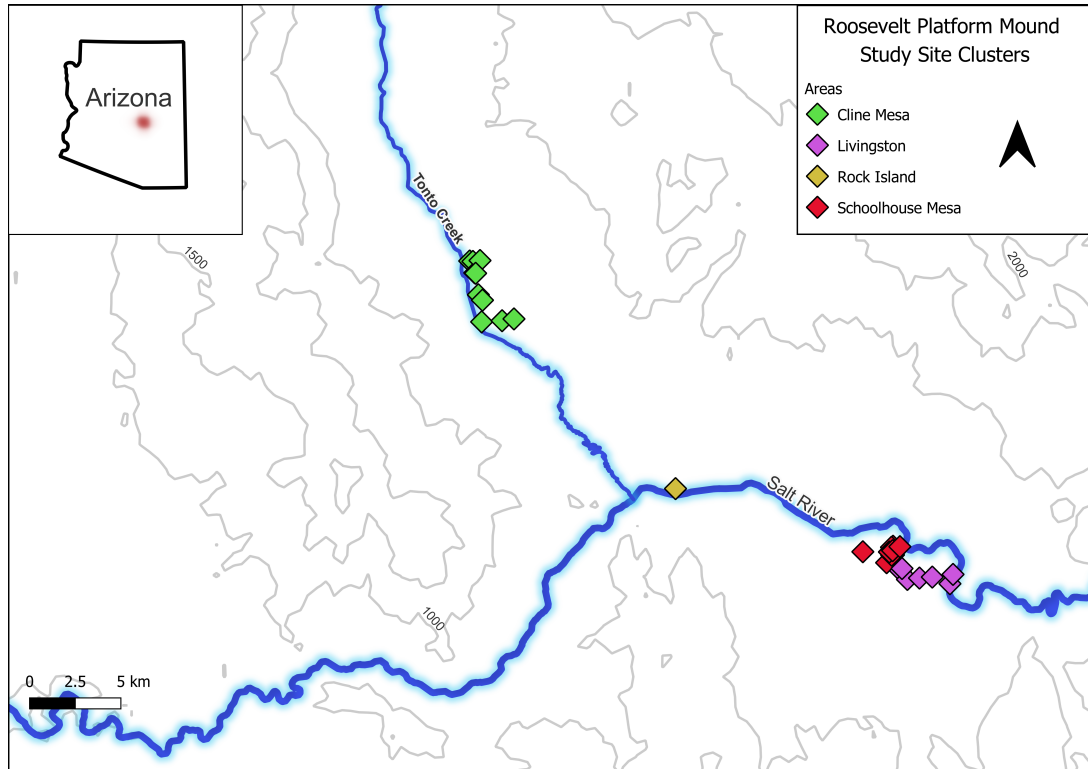 Arizona
Roosevelt Platform Mound
Study Site Clusters
Areas
Cline Mesa
Livingston
Rock Island
Schoolhouse Mesa
Tonto Creek
1500
2000
Salt River
1000
0 2.5 5 km